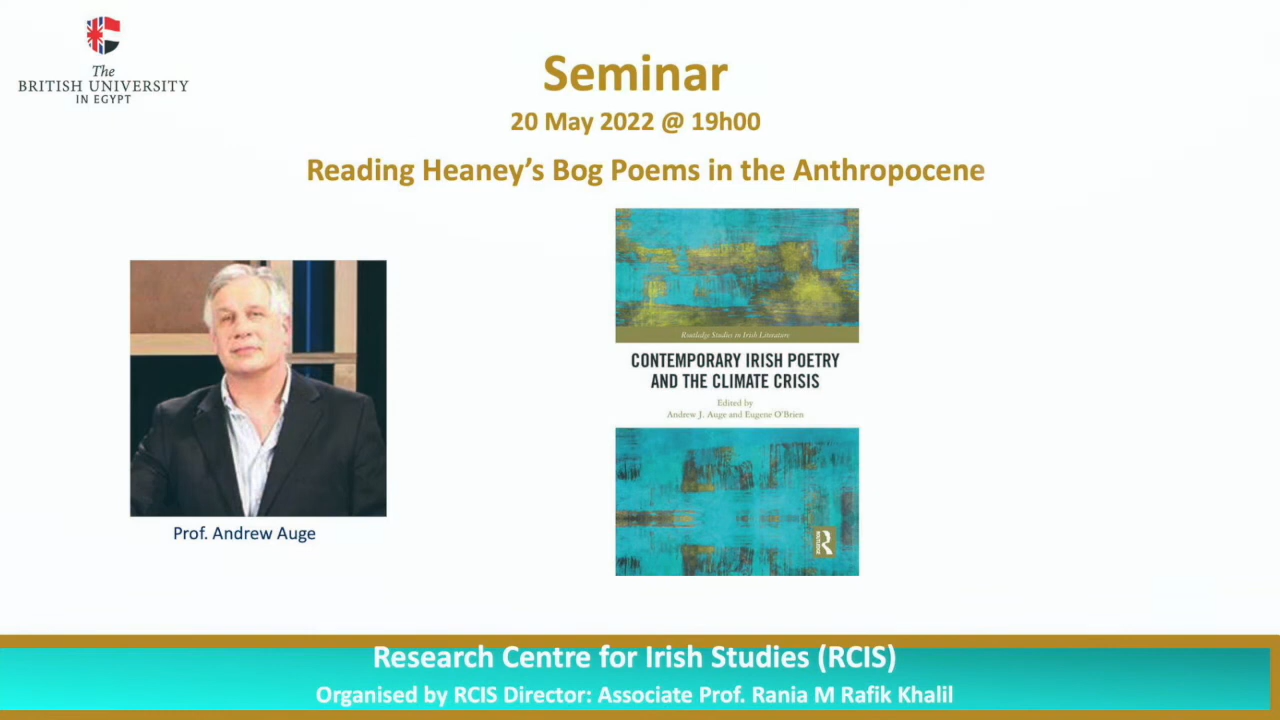 The
BRITISH UNIVERSITY
IN EGYPT
Seminar
20 May 2022 @ 19h00
Reading Heaney’s Bog Poems in the Anthropocene
Routledge Studies in Irish Literature
CONTEMPORARY IRISH POETRY
AND THE CLIMATE CRISIS
Edited by
Andrew J. Auge and Eugene O'Brien
ROUTLEDGE
Prof. Andrew Auge
Research Centre for Irish Studies (RCIS)
Organised by RCIS Director: Associate Prof. Rania M Rafik Khalil